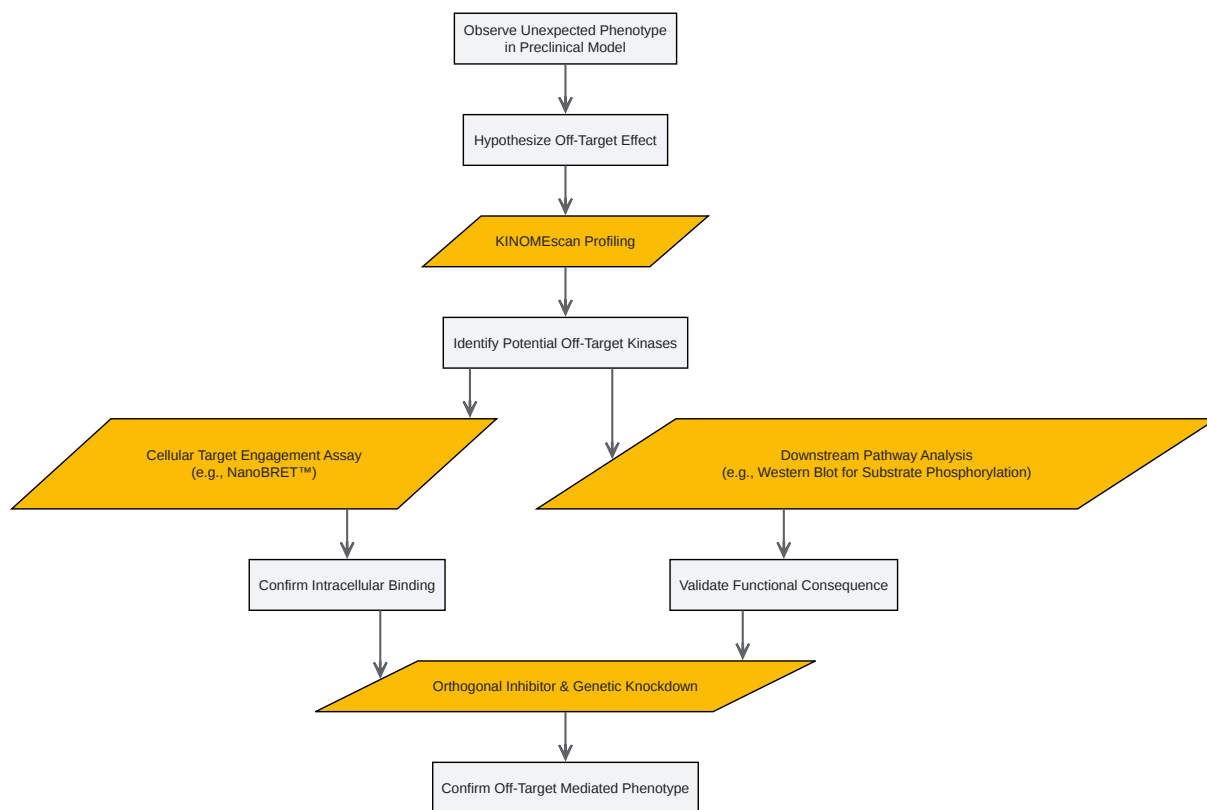 Observe Unexpected Phenotype
in Preclinical Model
Hypothesize Off-Target Effect
KINOMEscan Profiling
Identify Potential Off-Target Kinases
Cellular Target Engagement Assay
(e.g., NanoBRET™)
Downstream Pathway Analysis
(e.g., Western Blot for Substrate Phosphorylation)
Confirm Intracellular Binding
Validate Functional Consequence
Orthogonal Inhibitor & Genetic Knockdown
Confirm Off-Target Mediated Phenotype